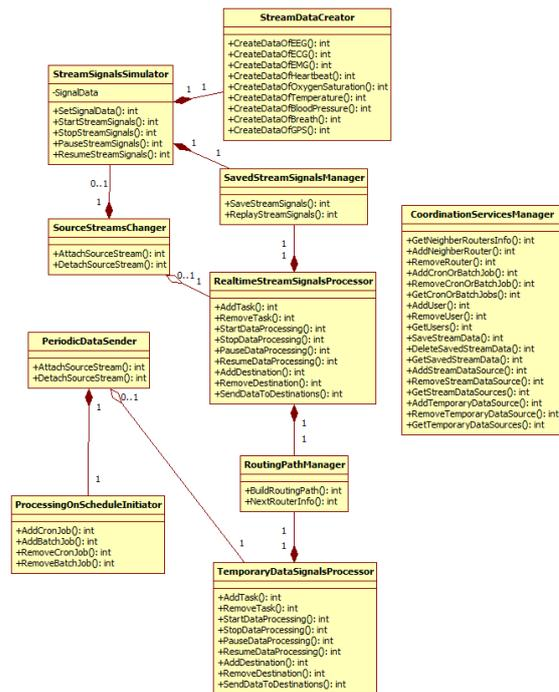 StreamDataCreator
+CreateDataOfEEG(): int
+CreateDataOfECG(): int
+CreateDataOfEMG(): int
+CreateDataOfHeartbeat(): int
+CreateDataOfOxygenSaturation(): int
+CreateDataOfTemperature(): int
+CreateDataOfBloodPressure(): int
+CreateDataOfBreath(): int
+CreateDataOfGPS(): int
StreamSignalsSimulator
-SignalData
+SetSignalData(): int
+StartStreamSignals(): int
+StopStreamSignals(): int
+PauseStreamSignals(): int
+ResumeStreamSignals(): int
1
1
1
1
SavedStreamSignalsManager
+SaveStreamSignals(): int
+ReplayStreamSignals(): int
0..1
1
SourceStreamsChanger
+AttachSourceStream(): int
+DetachSourceStream(): int
0..1
1
1
1
RealtimeStreamSignalsProcessor
+AddTask(): int
+RemoveTask(): int
+StartDataProcessing(): int
+StopDataProcessing(): int
+PauseDataProcessing(): int
+ResumeDataProcessing(): int
+AddDestination(): int
+RemoveDestination(): int
+SendDataToDestinations(): int
CoordinationServicesManager
+GetNeighberRoutersInfo(): int
+AddNeighberRouter(): int
+RemoveRouter(): int
+AddCronOrBatchJob(): int
+RemoveCronOrBatchJob(): int
+GetCronOrBatchJobs(): int
+AddUser(): int
+RemoveUser(): int
+GetUsers(): int
+SaveStreamData(): int
+DeleteSavedStreamData(): int
+GetSavedStreamData(): int
+AddStreamDataSource(): int
+RemoveStreamDataSource(): int
+GetStreamDataSources(): int
+AddTemporaryDataSource(): int
+RemoveTemporaryDataSource(): int
+GetTemporaryDataSources(): int
PeriodicDataSender
+AttachSourceStream(): int
+DetachSourceStream(): int
1
0..1
1
1
1
ProcessingOnScheduleInitiator
+AddCronJob(): int
+AddBatchJob(): int
+RemoveCronJob(): int
+RemoveBatchJob(): int
RoutingPathManager
+BuildRoutingPath(): int
+NextRouterInfo(): int
1
1
1
TemporaryDataSignalsProcessor
+AddTask(): int
+RemoveTask(): int
+StartDataProcessing(): int
+StopDataProcessing(): int
+PauseDataProcessing(): int
+ResumeDataProcessing(): int
+AddDestination(): int
+RemoveDestination(): int
+SendDataToDestinations(): int